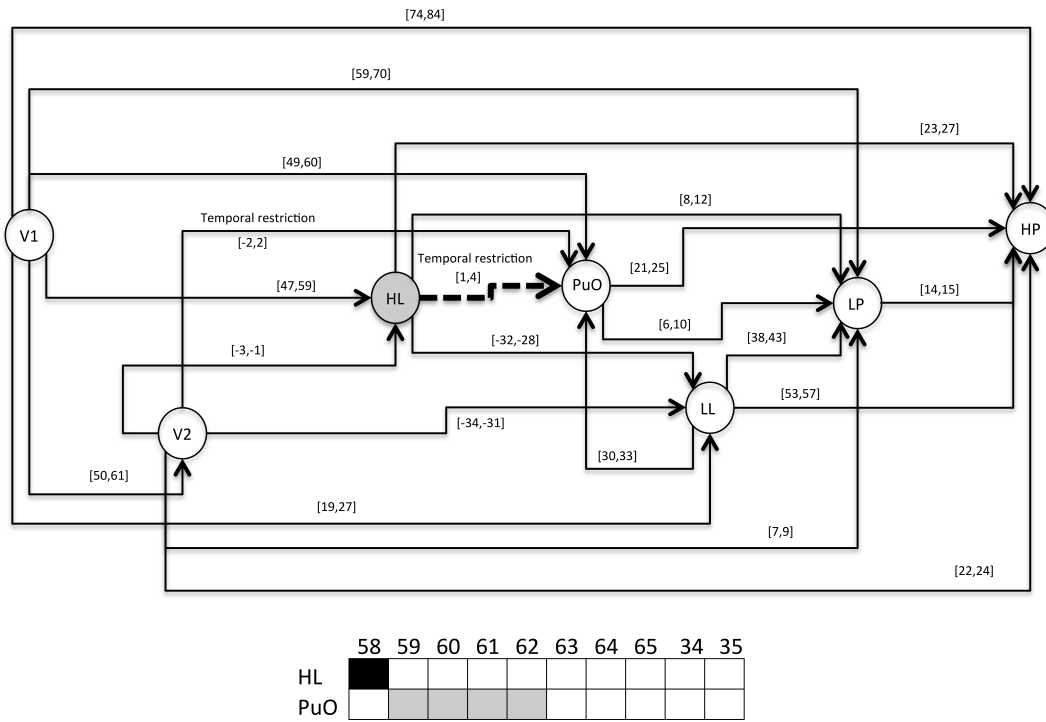 [74,84]
[59,70]
[23,27]
[49,60]
[8,12]
Temporal restriction
[-2,2]
V1
HP
Temporal restriction
[1,4]
[21,25]
PuO
[47,59]
HL
LP
[14,15]
[6,10]
[-32,-28]
[38,43]
[-3,-1]
[53,57]
LL
[-34,-31]
V2
[30,33]
[50,61]
[19,27]
[7,9]
[22,24]
58 59 60 61 62 63 64 65 34 35
HL
PuO